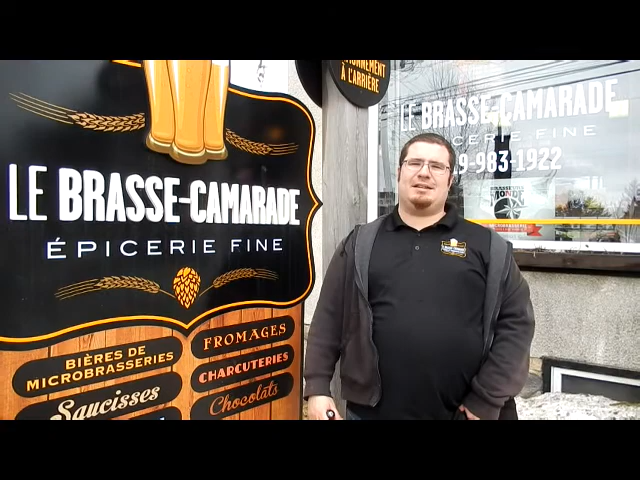 LE BRASSE-CAMARADE
ÉPICERIE FINE
BIÈRES DE
MICROBRASSERIES
Saucisses
FROMAGES
CHARCUTERIES
Chocolats
À L'ARRIÈRE
LE BRASSE-CAMARADE
ÉPICERIE FINE
9-983-1922
MONDE